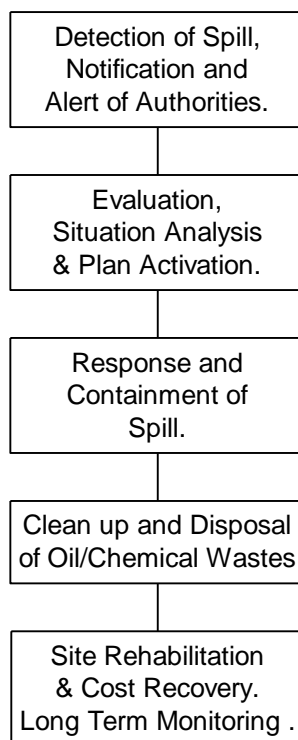 Detection of Spill,
Notification and
Alert of Authorities.
Evaluation,
Situation Analysis
& Plan Activation.
Response and
Containment of
Spill.
Clean up and Disposal
of Oil/Chemical Wastes
Site Rehabilitation
& Cost Recovery.
Long Term Monitoring .